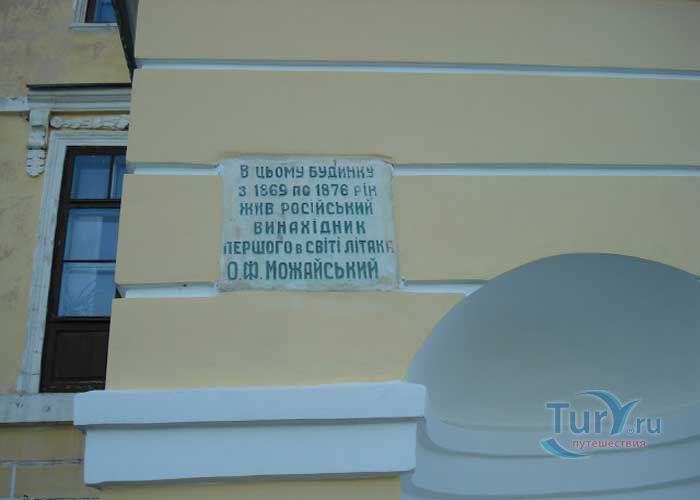 В ЦЬОМУ БУДИНКУ
З 1869 ПО 1876 РІК
ЖИВ РОСІЙСЬКИЙ
ВИНАХІДНИК
ПЕРШОГО В СВІТІ ЛІТАКА
О.Ф. МОЖАЙСЬКИЙ
TurY.ru
путешествия